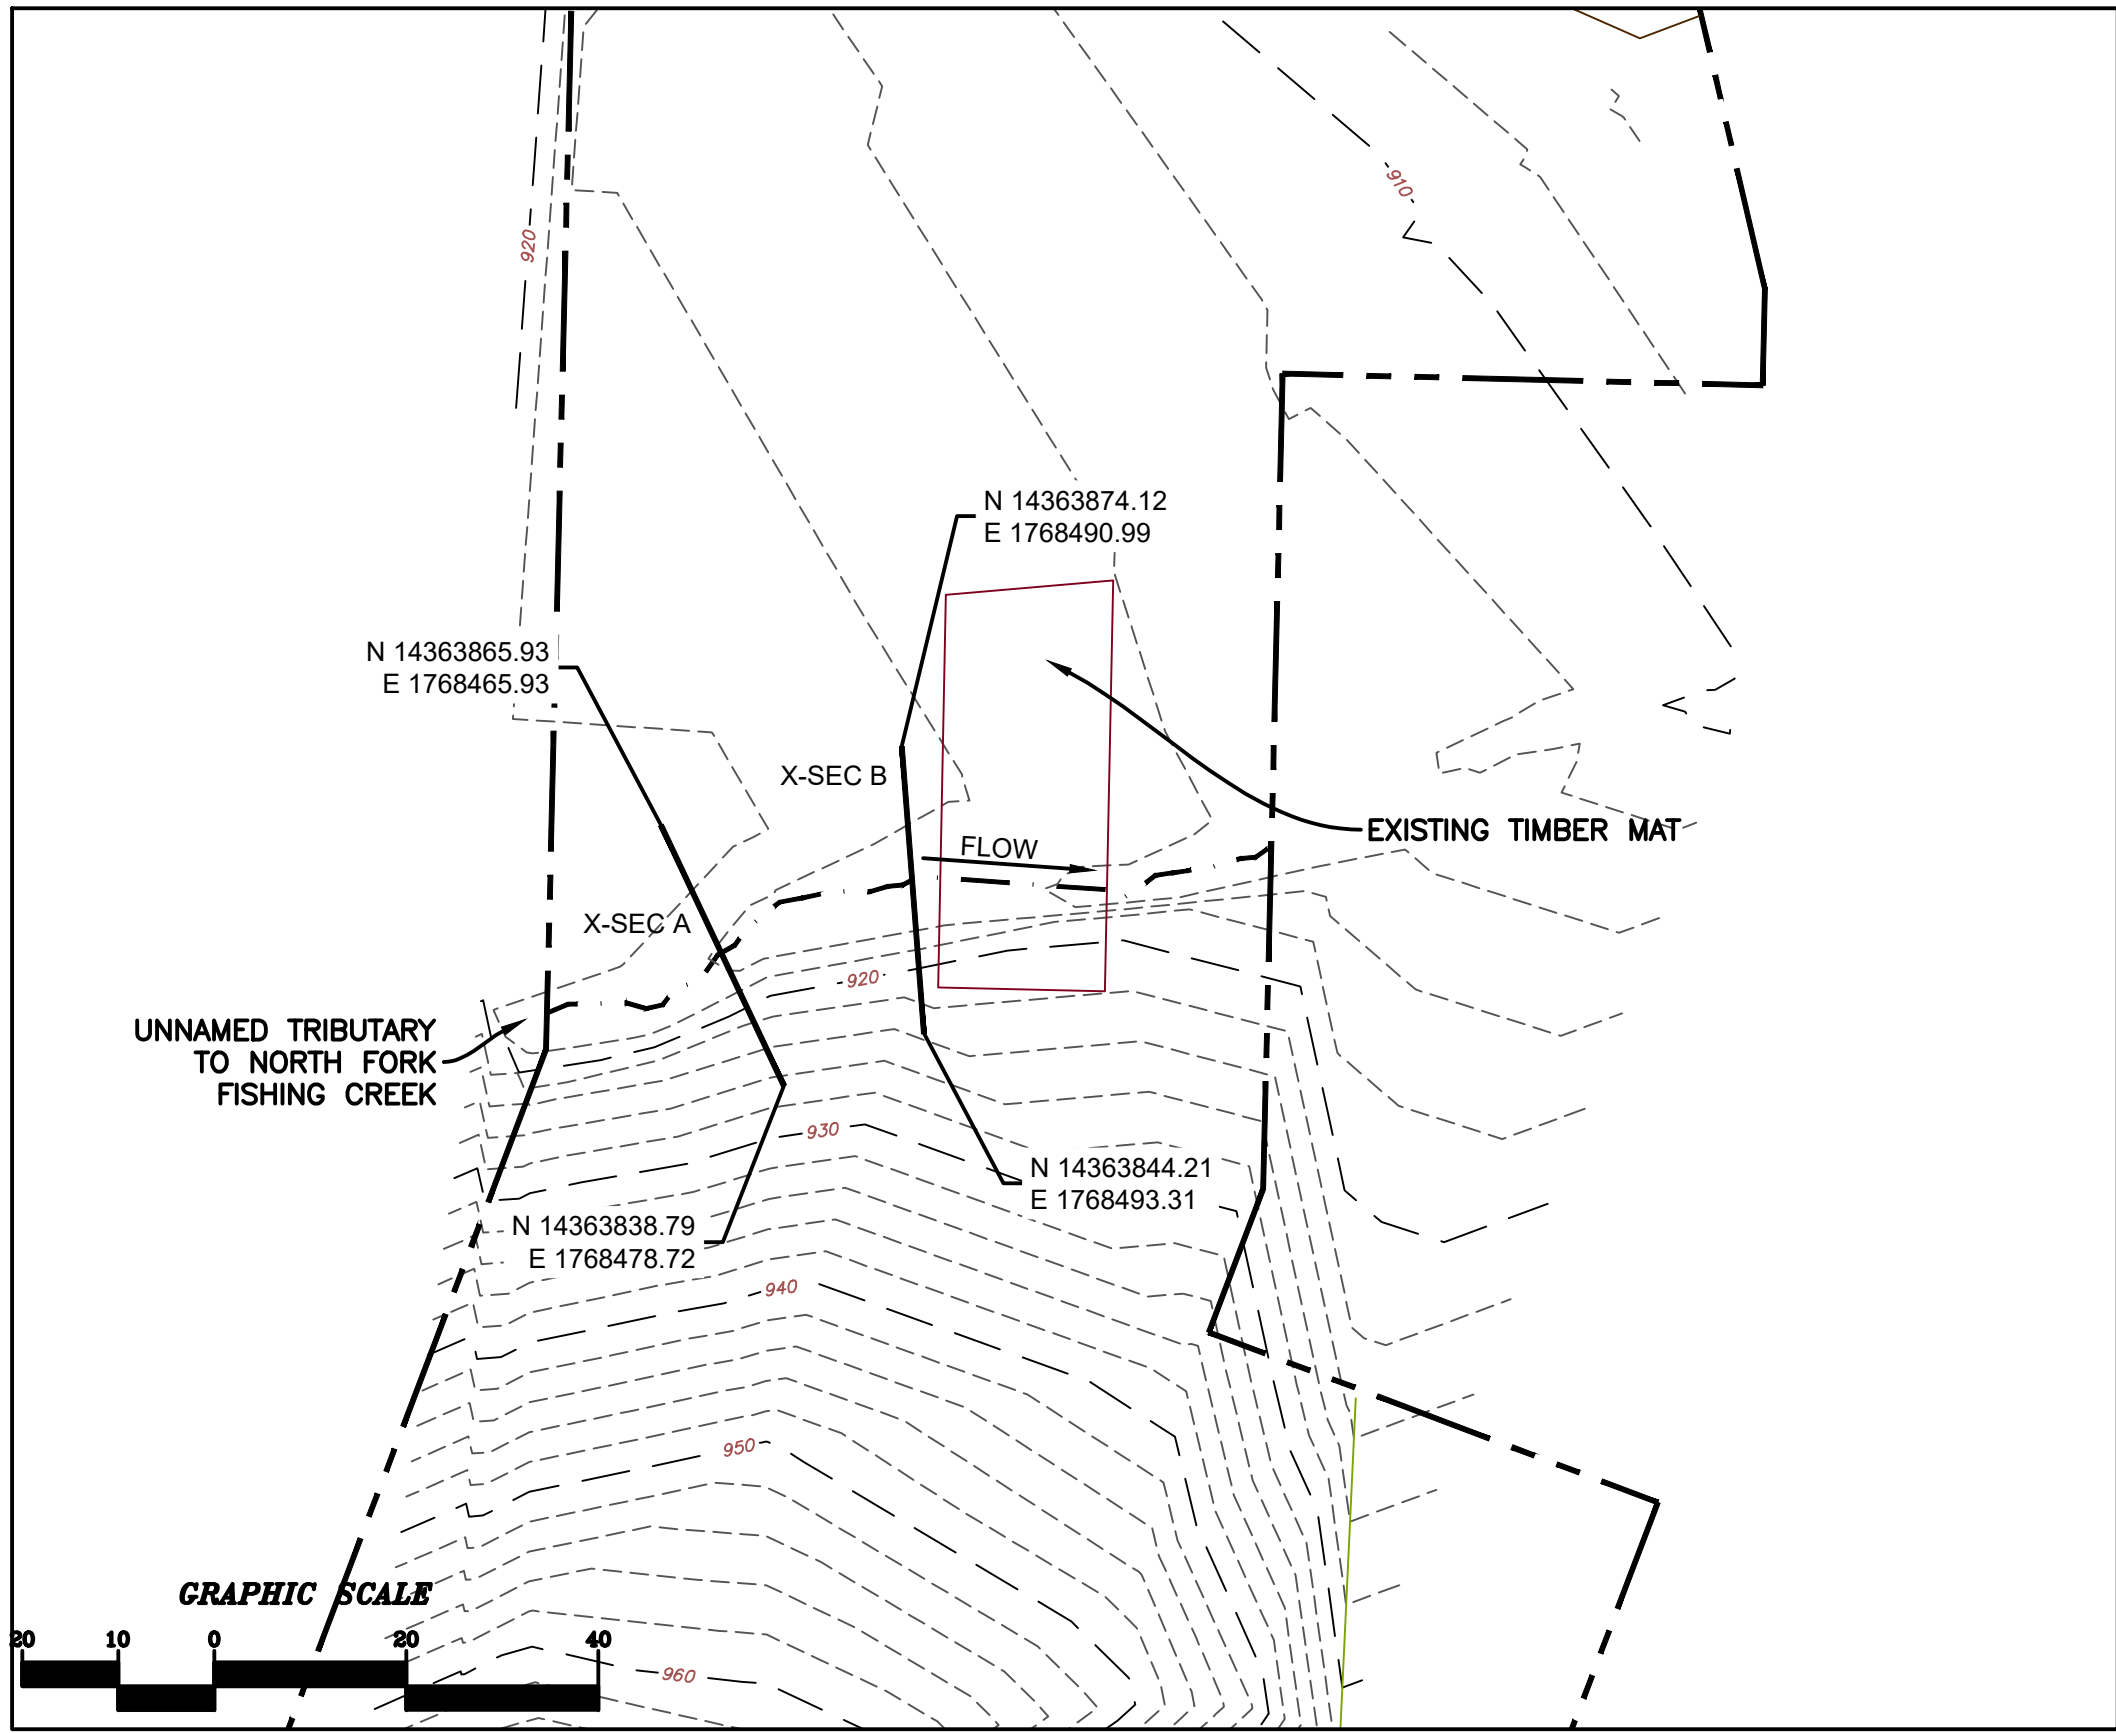 910
920
N 14363874.12
E 1768490.99
N 14363865.93
E 1768465.93
X-SEC B
EXISTING TIMBER MAT
FLOW
X-SEC A
920
UNNAMED TRIBUTARY
TO NORTH FORK
FISHING CREEK
930
N 14363844.21
E 1768493.31
N 14363838.79
E 1768478.72
940
950
GRAPHIC SCALE
20 10 0 20 40
960